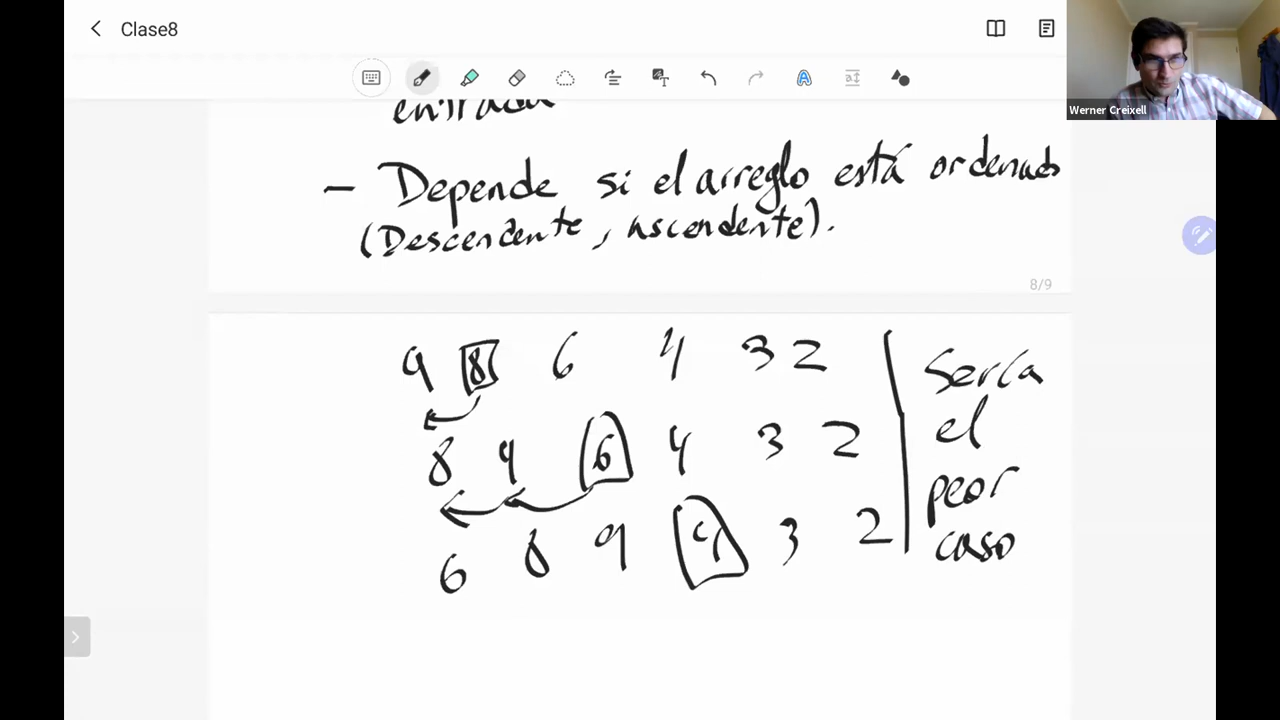 Clase8
Werner Creixell
entrada
- Depende si el arreglo está ordenado
(Descendente, ascendente).
8/9
9 8 6 4 3 2
8 9 6 4 3 2
6 8 9 4 3 2
Sería
el
peor
caso